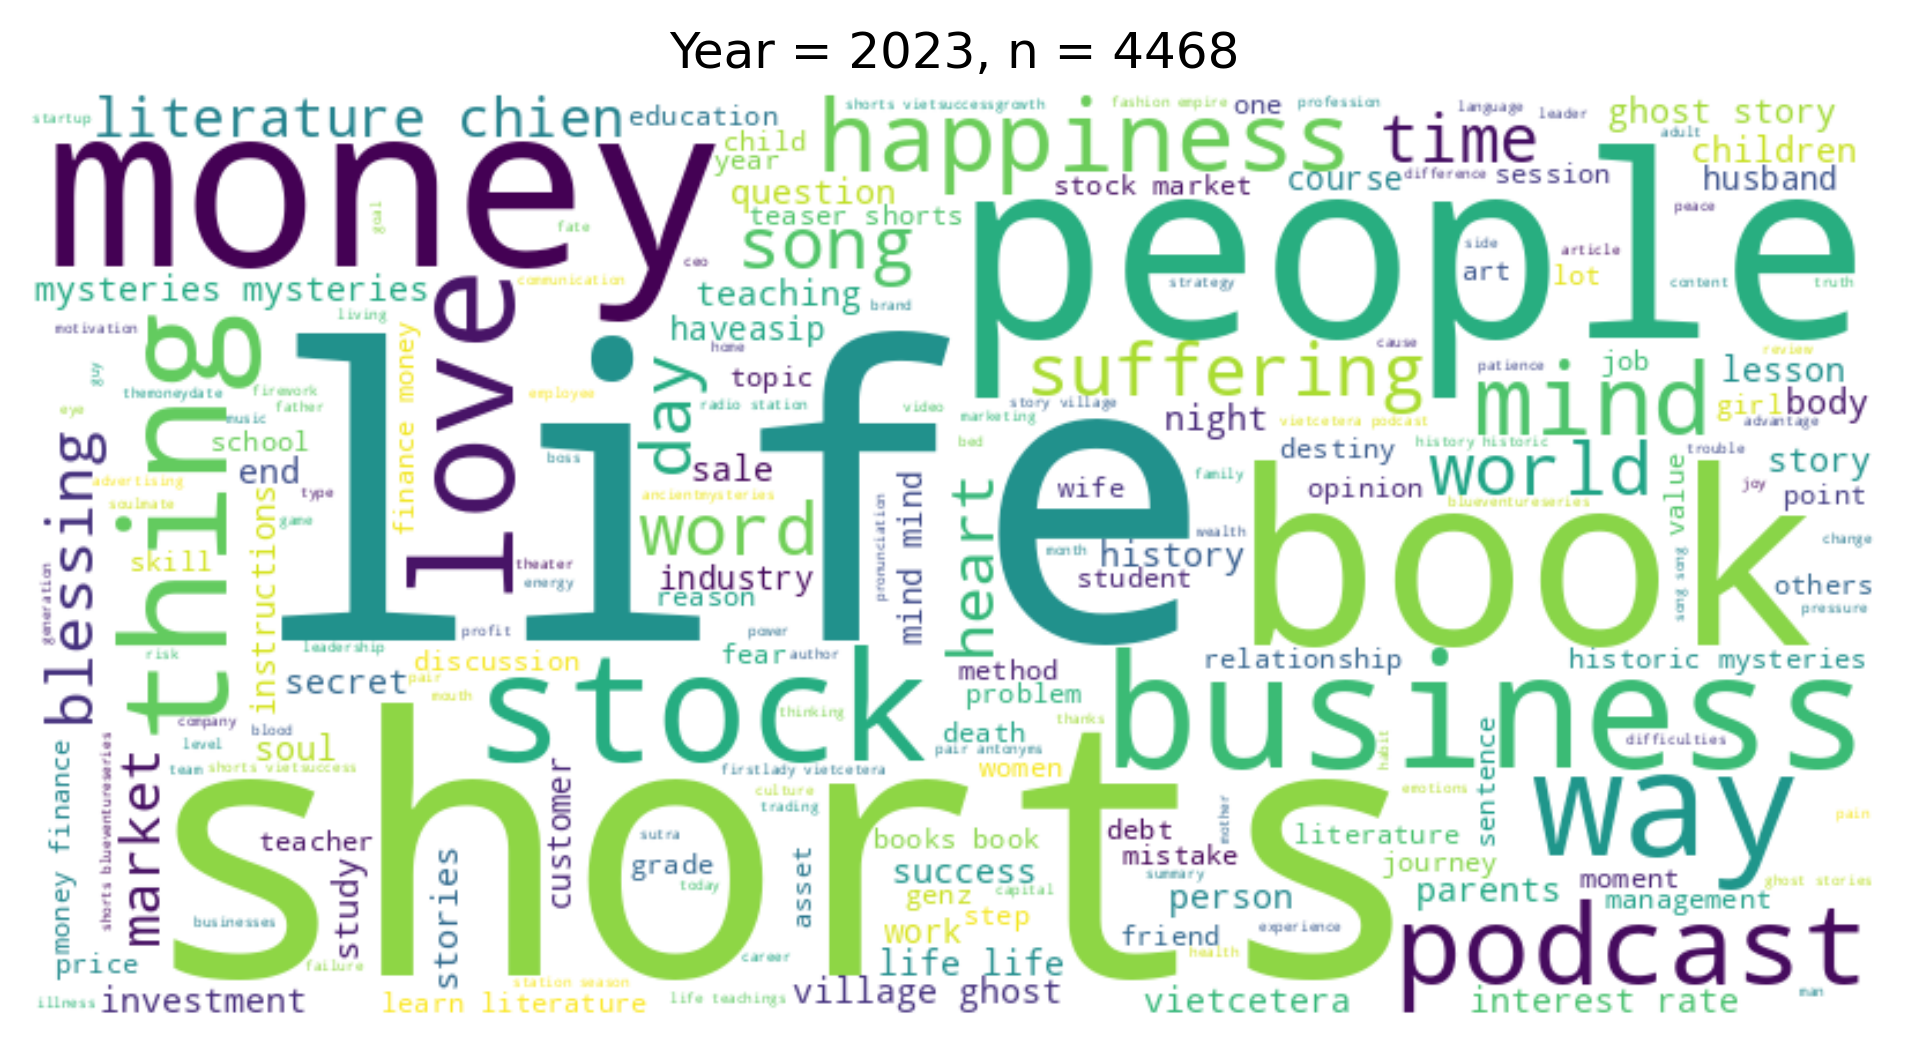 Year = 2023, n = 4468
startup
literature chien
education
happiness
shorts vietsuccessgrowth
fashion empire
one
profession
language
leader
time
ghost story
adult
children
money
child
year
question
stock market
course
difference
session
husband
peace
teaser shorts
song
people
goal
fate
ceo
communication
side
art
article
lot
strategy
content
truth
mysteries mysteries
teaching
brand
living
motivation
love
haveasip
home
thing
life
finance money
day
topic
suffering
cause
patience
job
mind
lesson
review
girl
body
advantage
guy
themoneydate
firework
father
employee
radio station
video
story village
marketing
night
vietcetera podcast
eye
music
school
end
boss
bed
destiny
history historic
world
trouble
story
blessing
advertising
soulmate
type
game
sale
ancientmysteries
word
mind mind
pronunciation
heart
wife
family
opinion
blueventureseries
song song
value
joy
point
book
skill
instructions
theater
energy
industry
reason
month
history
wealth
student
change
others
pressure
generation
risk
leadership
profit
power
discussion
fear
author
method
problem
relationship
historic mysteries
secret
pair
mouth
stock
thinking
death
thanks
pair antonyms
business
company
blood
level
soul
team
shorts vietsuccess
firstlady vietcetera
women
habit
sentence
difficulties
money finance
shorts blueventureseries
market
shorts
customer
culture
trading
emotions
way
pain
teacher
study
stories
sutra
grade
today
asset
books book
success
genz
capital
debt
mistake
summary
mother
literature
journey
parents
moment
management
ghost stories
businesses
work
step
person
friend
experience
health
podcast
price
failure
career
life life
illness
investment
station season
learn literature
life teachings
village ghost
vietcetera
interest rate
man